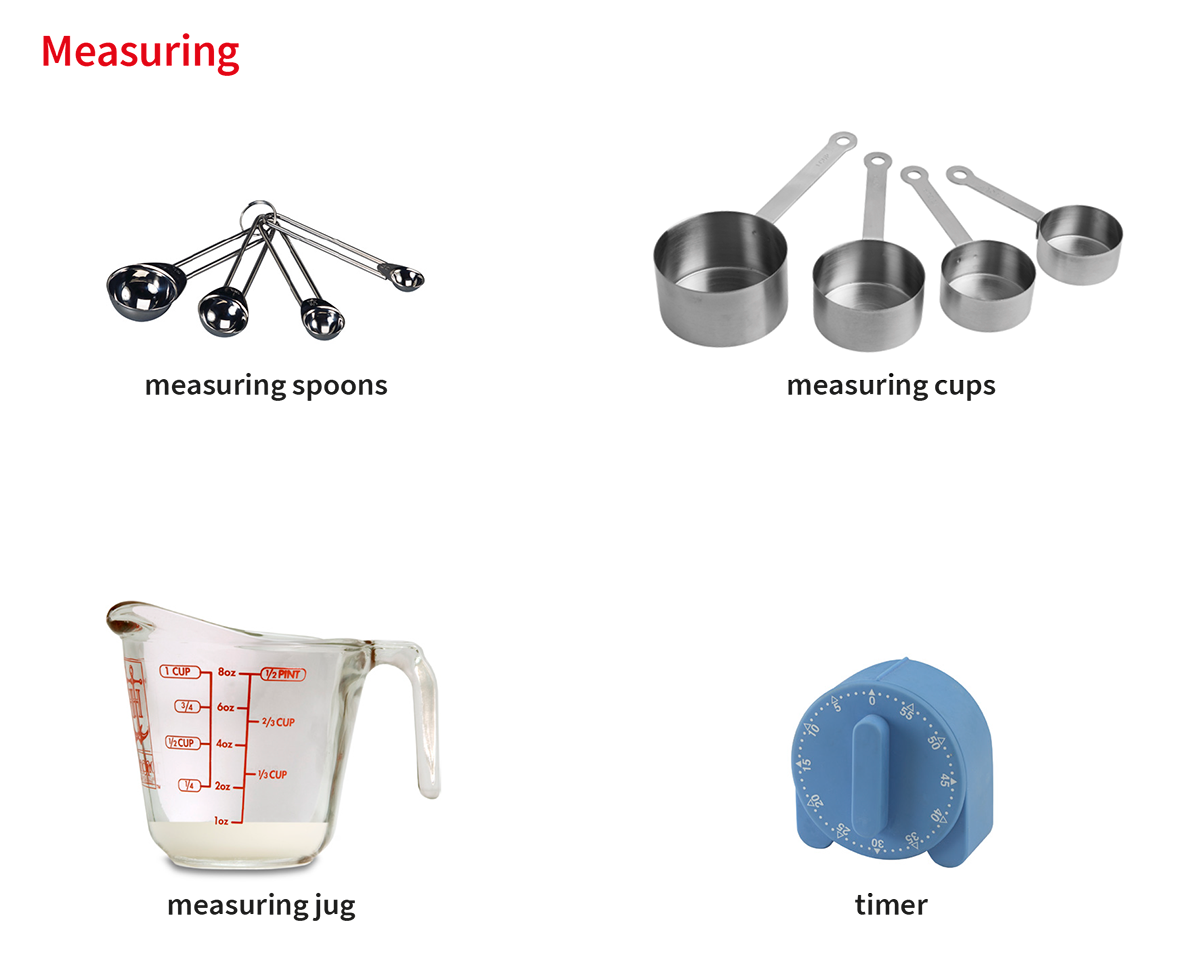 Measuring
measuring spoons
measuring cups
1 CUP 8oz 1/2 PINT
3/4 6oz
2/3 CUP
1/2 CUP 4oz
1/3 CUP
1/4 2oz
1oz
measuring jug
0
5 55
10 50
15 45
20 40
25 35
30
timer